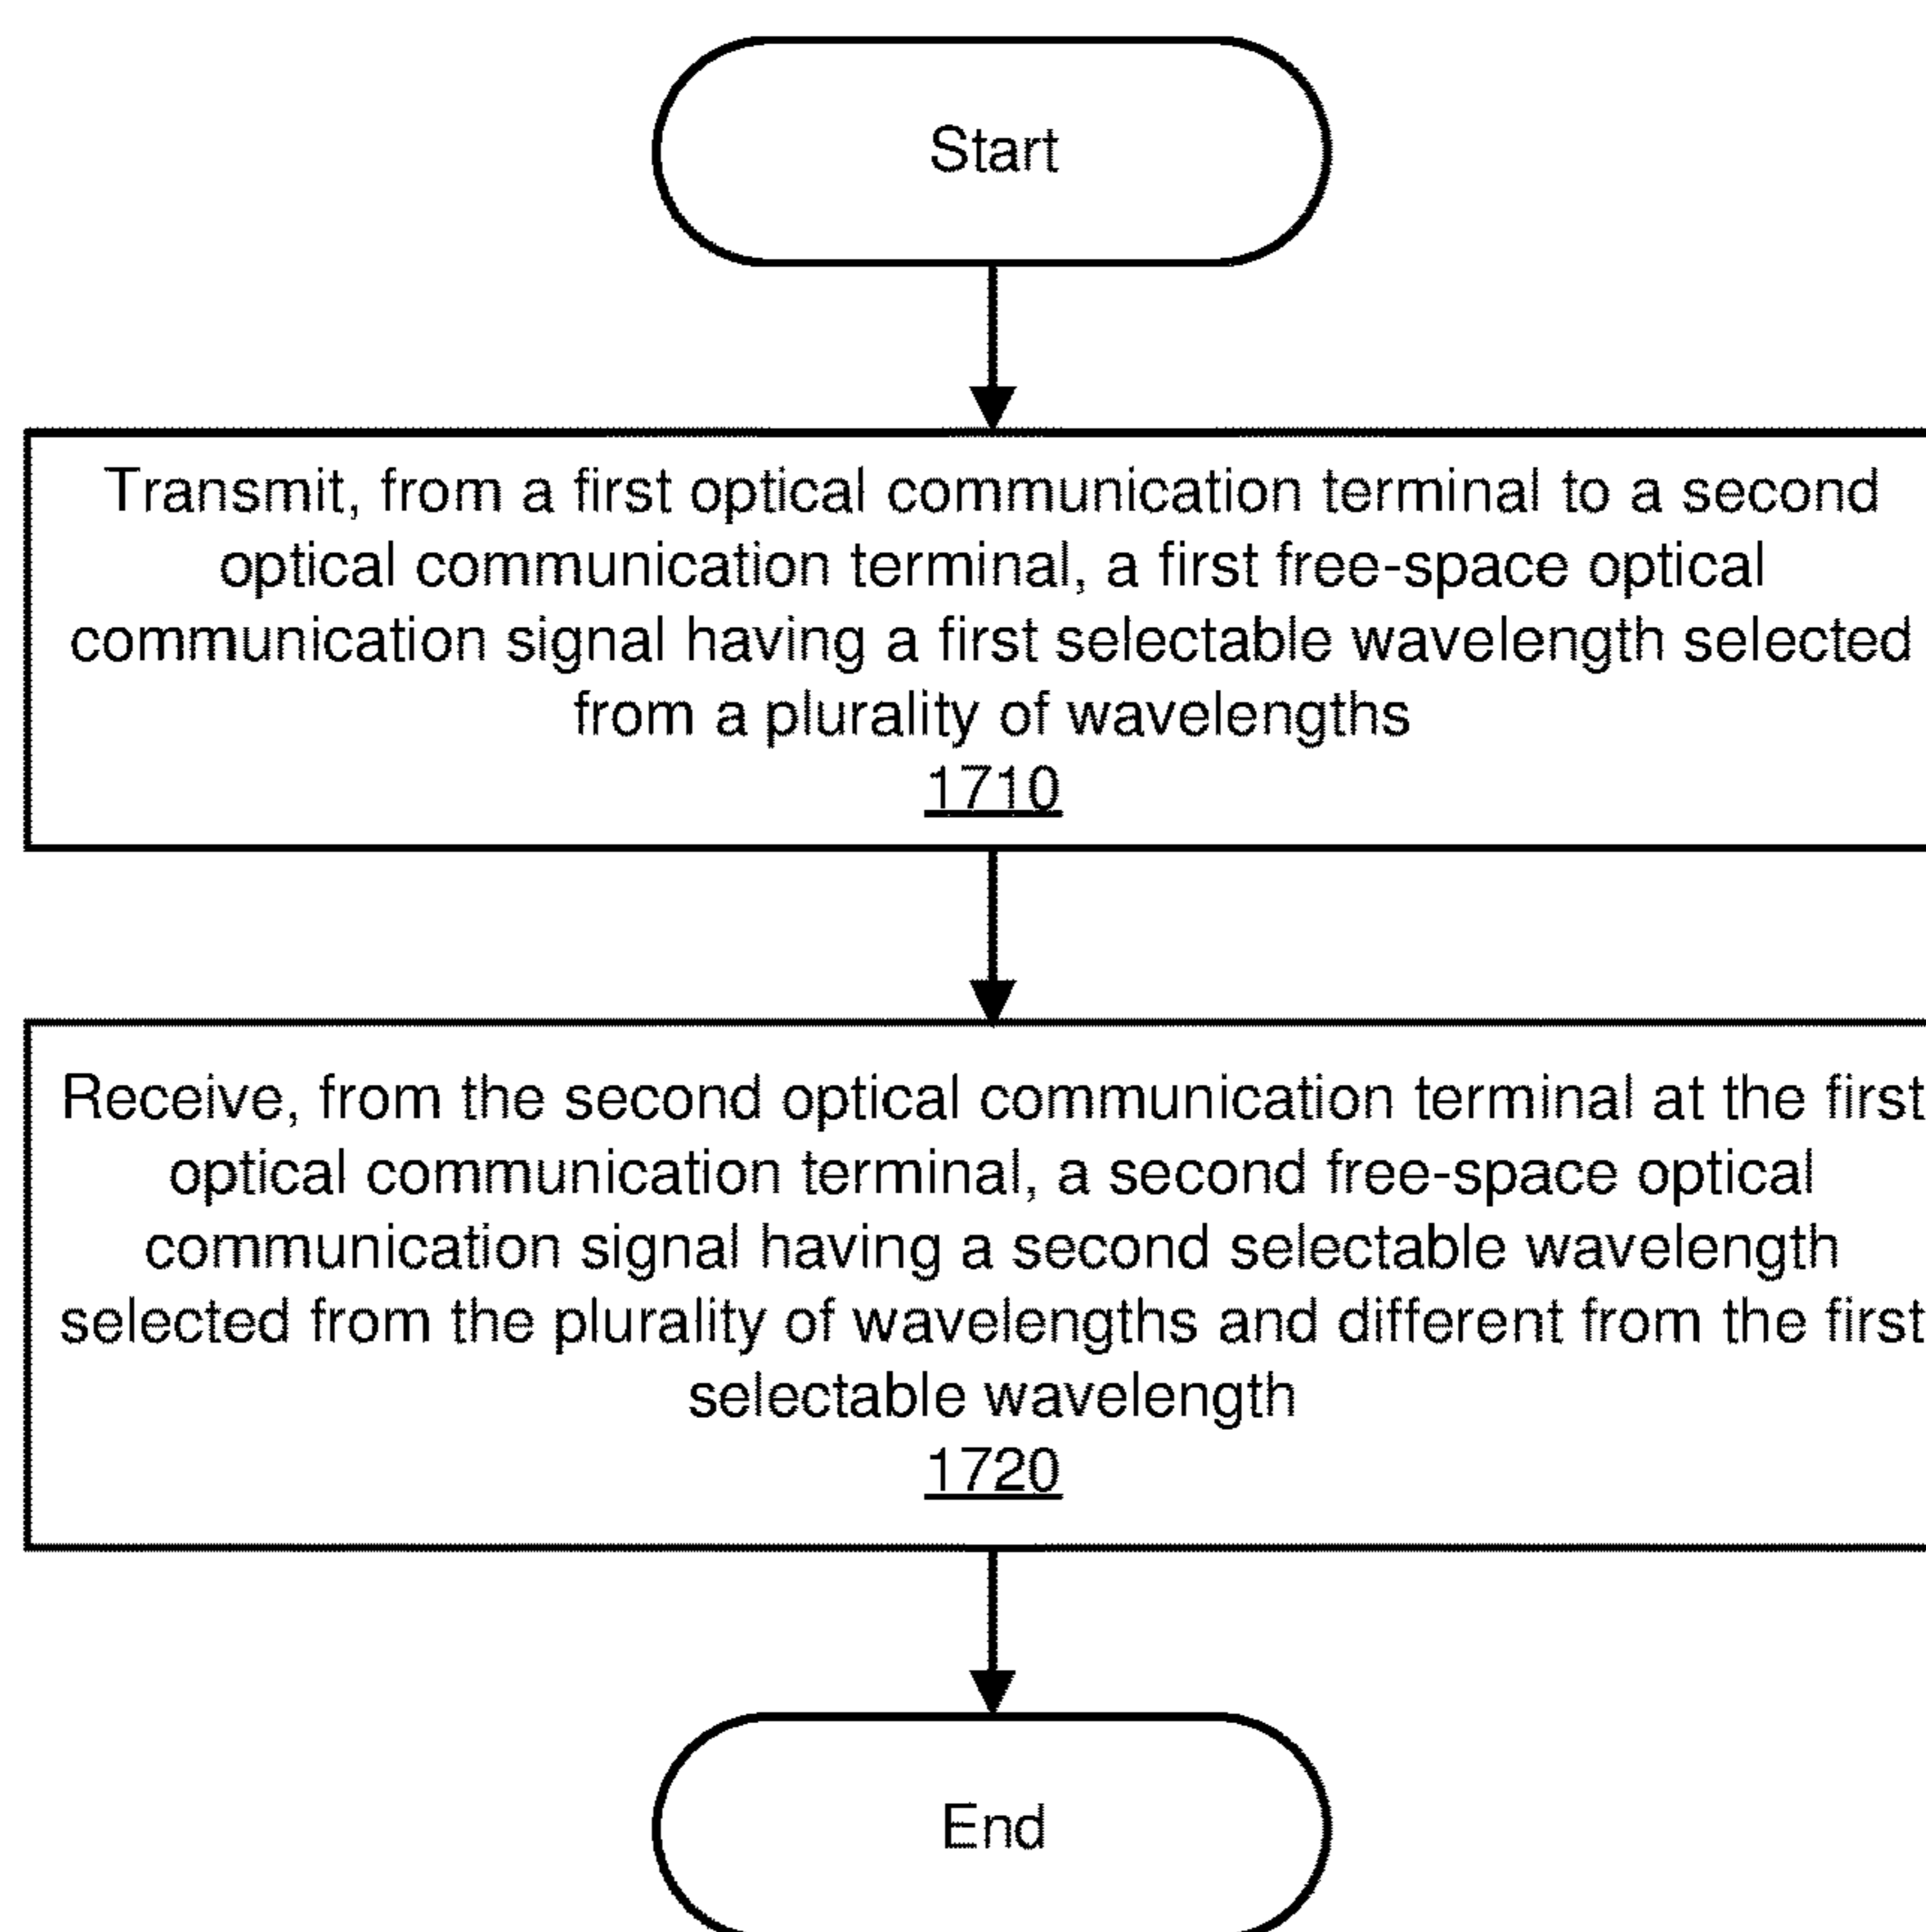 Start
Transmit, from a first optical communication terminal to a second
optical communication terminal, a first free-space optical
communication signal having a first selectable wavelength selected
from a plurality of wavelengths
1710
Receive, from the second optical communication terminal at the first
optical communication terminal, a second free-space optical
communication signal having a second selectable wavelength
selected from the plurality of wavelengths and different from the first
selectable wavelength
1720
End